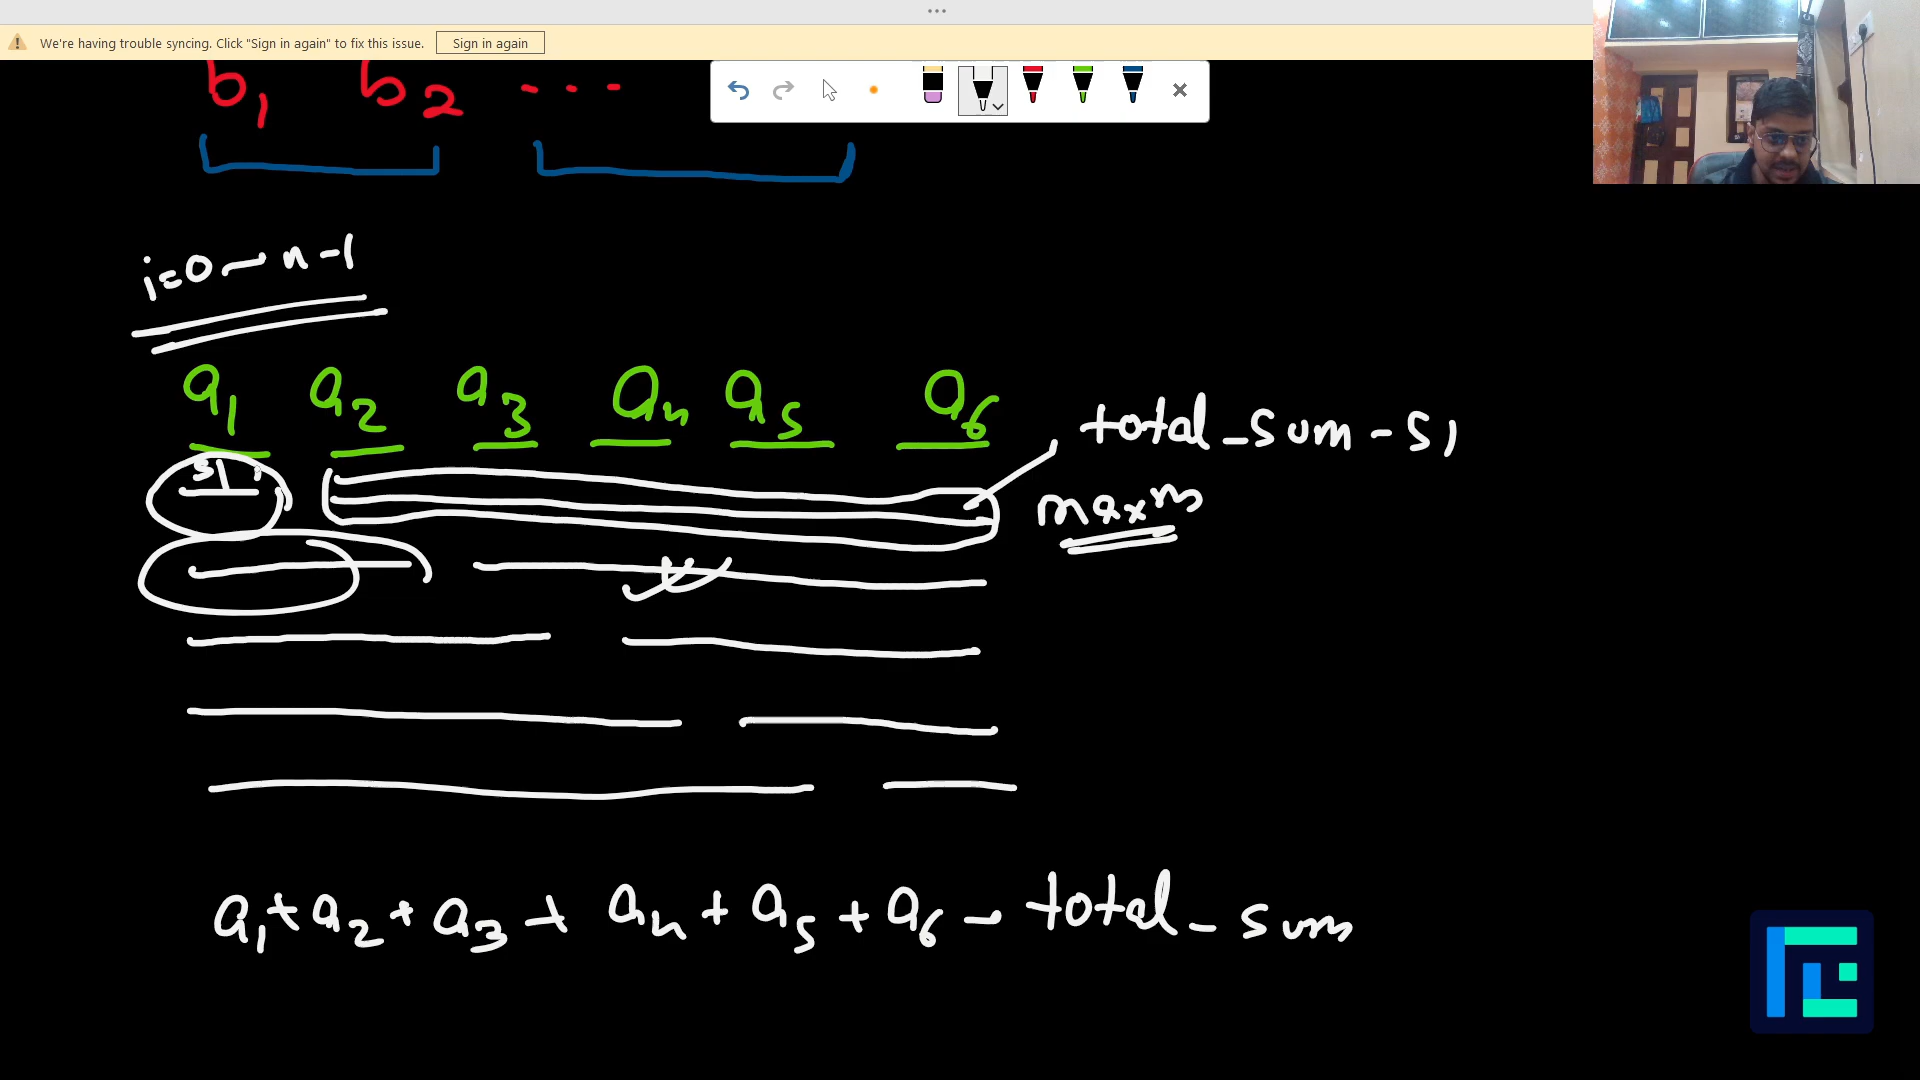 We're having trouble syncing. Click "Sign in again" to fix this issue. Sign in again
b1 b2 ...
i=0 — n-1
a1 a2 a3 a4 a5 a6
total_sum - s1
s1
maxm
a1 + a2 + a3 + a4 + a5 + a6 - total_sum